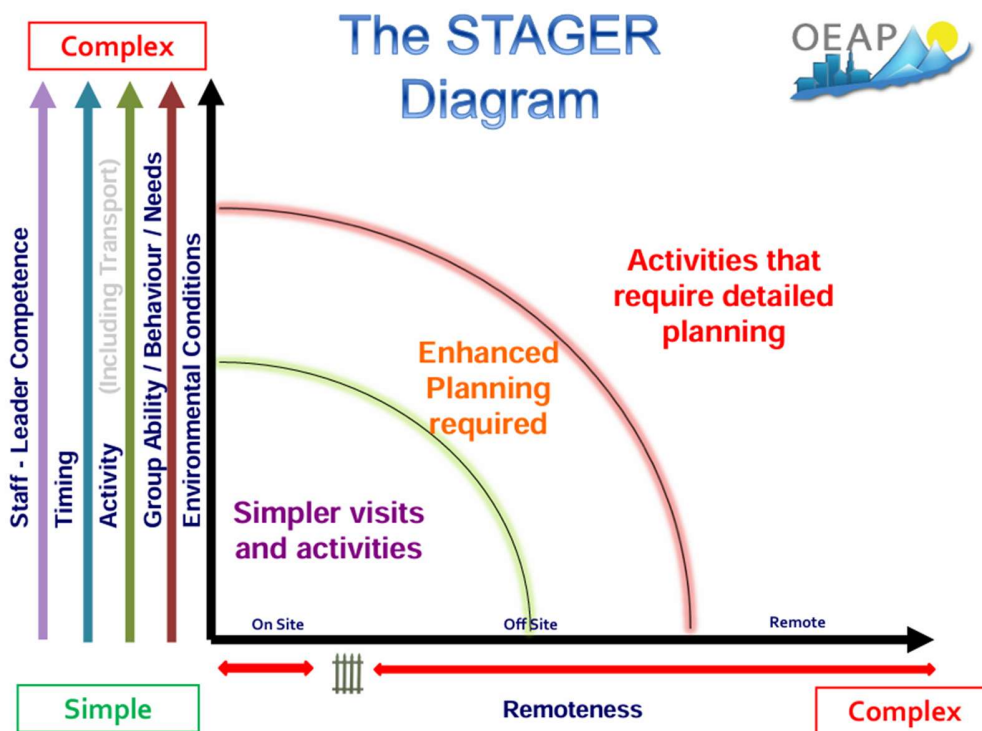 The STAGER
Diagram
OEAP
Complex
Staff - Leader Competence
Timing
Activity (Including Transport)
Group Ability / Behaviour / Needs
Environmental Conditions
Activities that
require detailed
planning
Enhanced
Planning
required
Simpler visits
and activities
On Site
Off Site
Remote
Simple
Remoteness
Complex